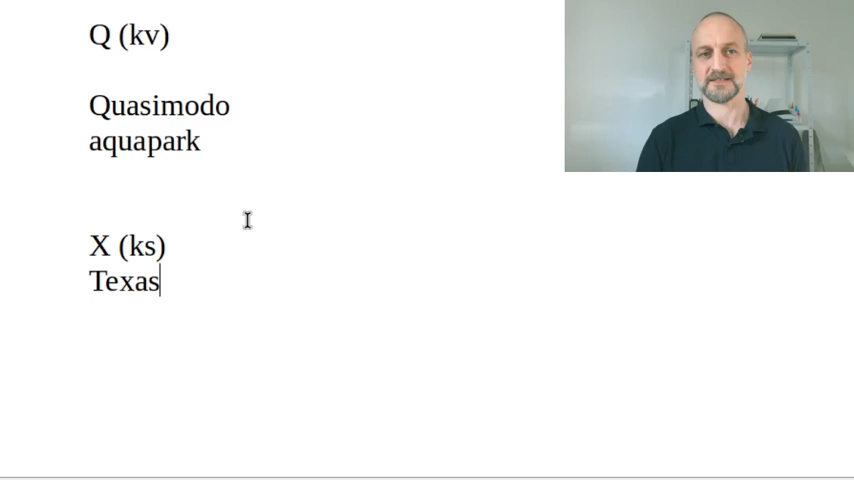 Q (kv)
Quasimodo
aquapark
X (ks)
Texas